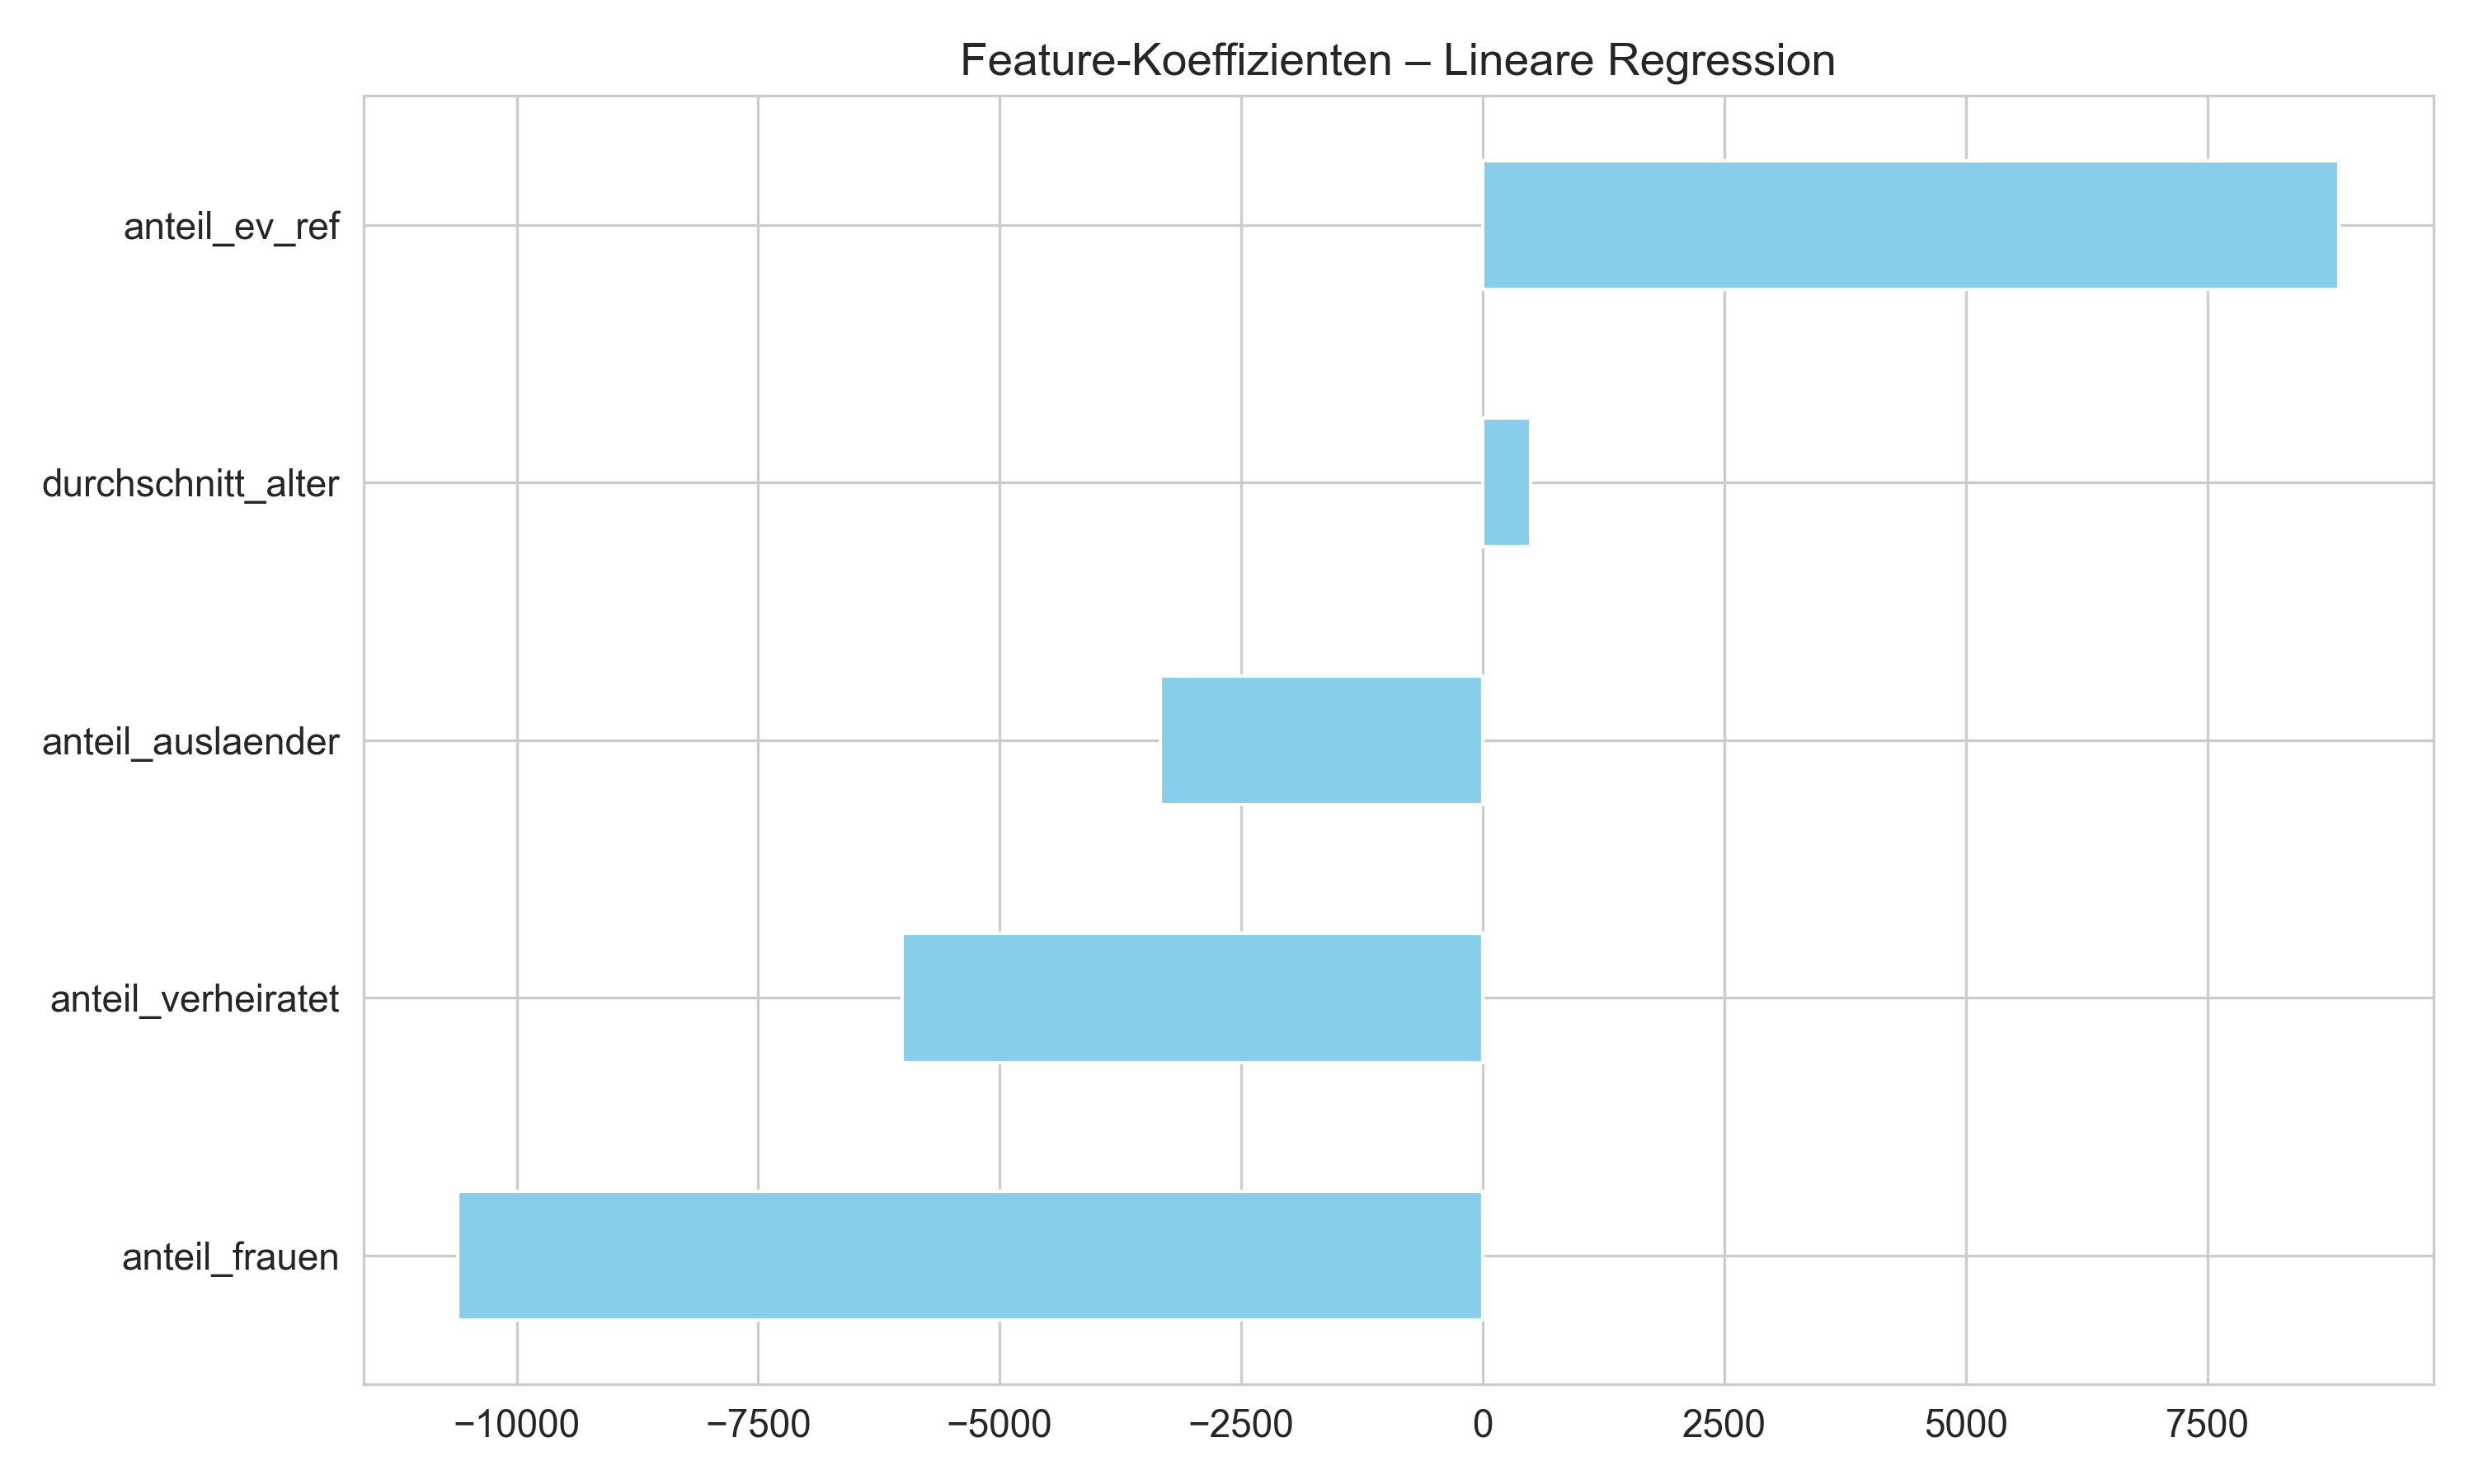 Feature-Koeffizienten – Lineare Regression
anteil_ev_ref
durchschnitt_alter
anteil_auslaender
anteil_verheiratet
anteil_frauen
−10000 −7500 −5000 −2500 0 2500 5000 7500